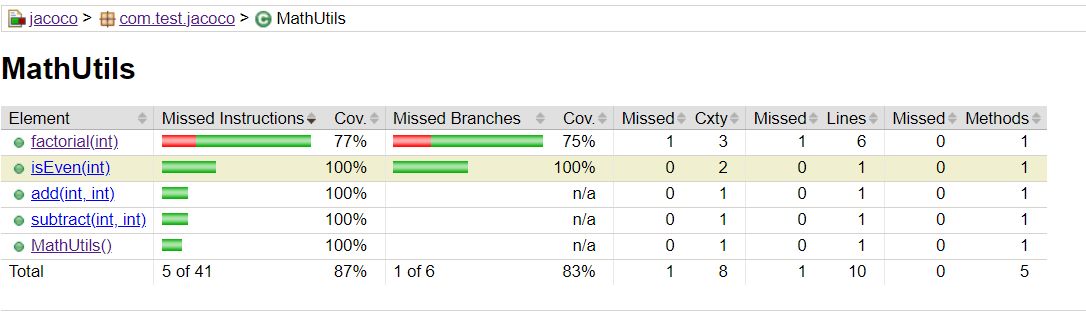 jacoco > com.test.jacoco > MathUtils
MathUtils
Element Missed Instructions Cov. Missed Branches Cov. Missed Cxty Missed Lines Missed Methods
factorial(int) 77% 75% 1 3 1 6 0 1
isEven(int) 100% 100% 0 2 0 1 0 1
add(int, int) 100% n/a 0 1 0 1 0 1
subtract(int, int) 100% n/a 0 1 0 1 0 1
MathUtils() 100% n/a 0 1 0 1 0 1
Total 5 of 41 87% 1 of 6 83% 1 8 1 10 0 5